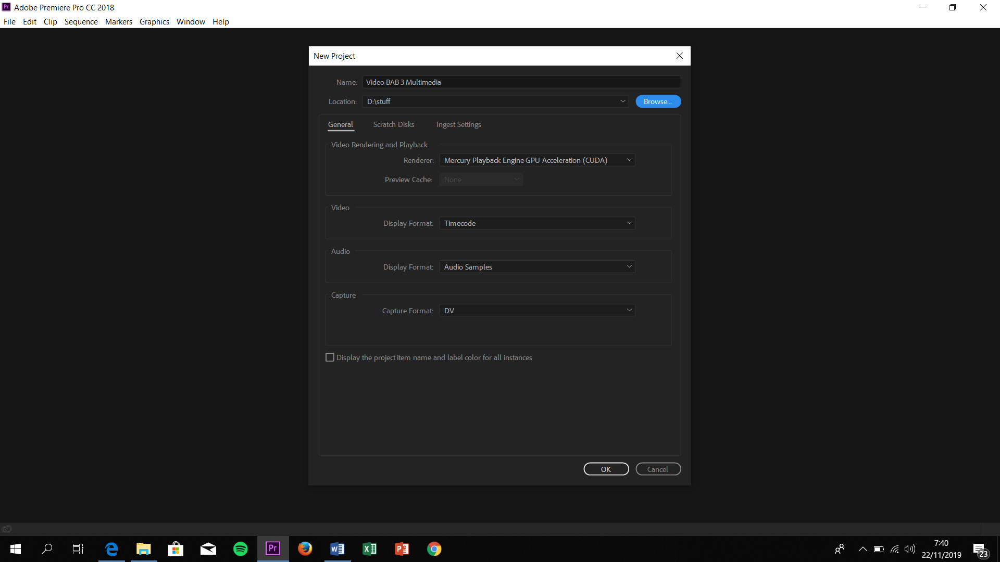 Pr Adobe Premiere Pro CC 2018
File Edit Clip Sequence Markers Graphics Window Help
New Project
Name: Video BAB 3 Multimedia
Location: D:\stuff Browse...
General Scratch Disks Ingest Settings
Video Rendering and Playback
Renderer: Mercury Playback Engine GPU Acceleration (CUDA)
Preview Cache: None
Video
Display Format: Timecode
Audio
Display Format: Audio Samples
Capture
Capture Format: DV
Display the project item name and label color for all instances
OK Cancel
Pr
7:40
22/11/2019
23